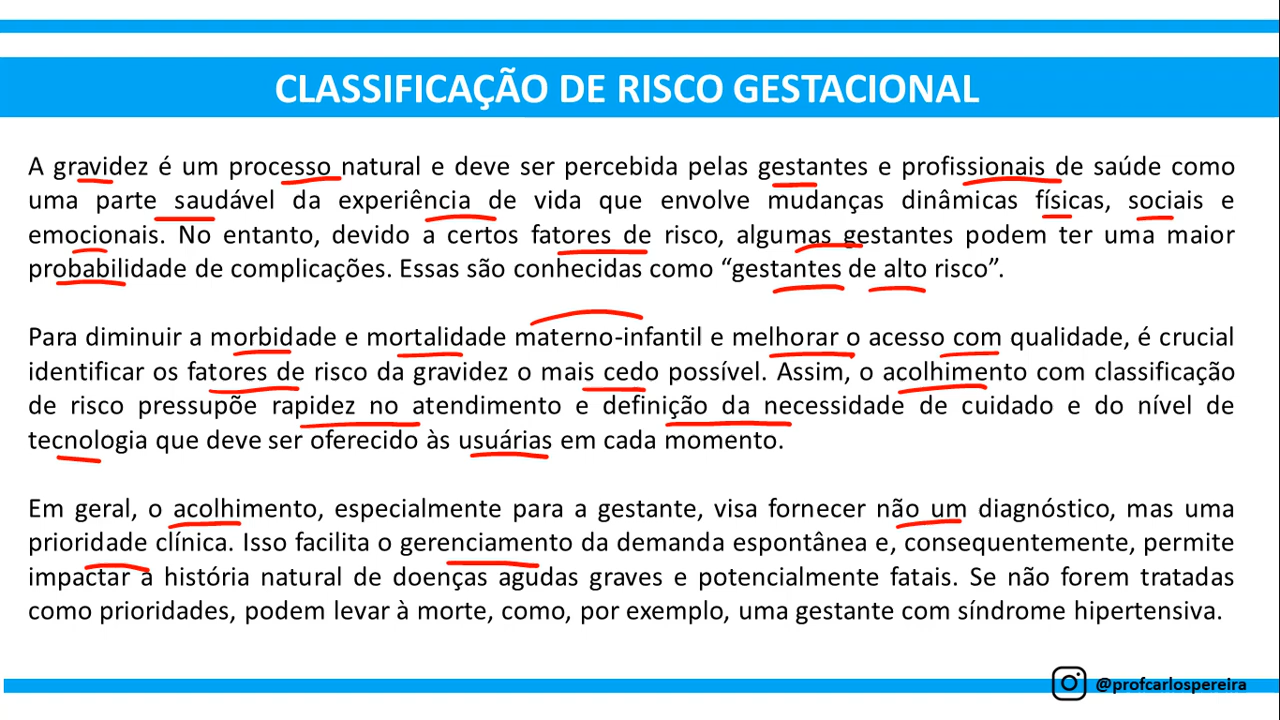 CLASSIFICAÇÃO DE RISCO GESTACIONAL
A gravidez é um processo natural e deve ser percebida pelas gestantes e profissionais de saúde como
uma parte saudável da experiência de vida que envolve mudanças dinâmicas físicas, sociais e
emocionais. No entanto, devido a certos fatores de risco, algumas gestantes podem ter uma maior
probabilidade de complicações. Essas são conhecidas como “gestantes de alto risco”.
Para diminuir a morbidade e mortalidade materno-infantil e melhorar o acesso com qualidade, é crucial
identificar os fatores de risco da gravidez o mais cedo possível. Assim, o acolhimento com classificação
de risco pressupõe rapidez no atendimento e definição da necessidade de cuidado e do nível de
tecnologia que deve ser oferecido às usuárias em cada momento.
Em geral, o acolhimento, especialmente para a gestante, visa fornecer não um diagnóstico, mas uma
prioridade clínica. Isso facilita o gerenciamento da demanda espontânea e, consequentemente, permite
impactar a história natural de doenças agudas graves e potencialmente fatais. Se não forem tratadas
como prioridades, podem levar à morte, como, por exemplo, uma gestante com síndrome hipertensiva.
@profcarlospereira